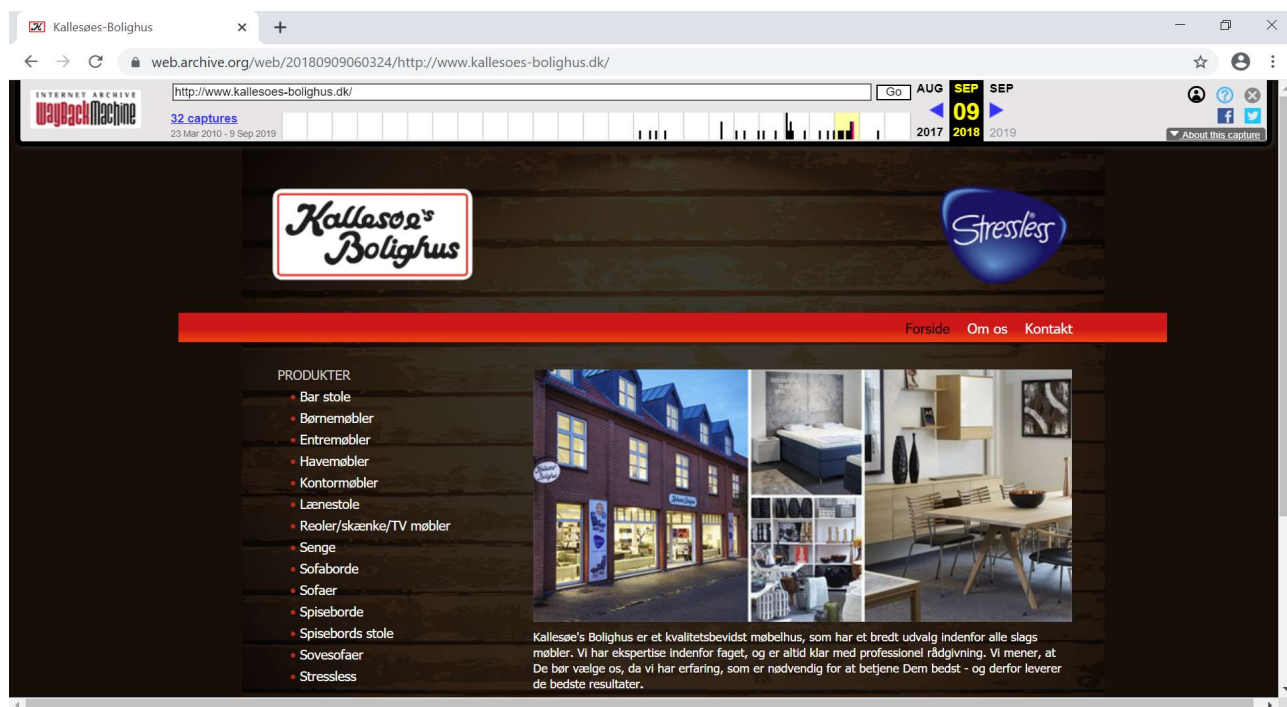 Kallesøes-Bolighus
web.archive.org/web/20180909060324/http://www.kallesoes-bolighus.dk/
INTERNET ARCHIVE
WayBackMachine
http://www.kallesoes-bolighus.dk/
Go
AUG SEP SEP
09
2017 2018 2019
32 captures
23 Mar 2010 - 9 Sep 2019
About this capture
Kallesøe's
Bolighus
Stressless
Forside Om os Kontakt
PRODUKTER
Bar stole
Børnemøbler
Entremøbler
Havemøbler
Kontormøbler
Lænestole
Reoler/skænke/TV møbler
Senge
Sofaborde
Sofaer
Spiseborde
Spisebords stole
Sovesofaer
Stressless
Kallesøe's Bolighus er et kvalitetsbevidst møbelhus, som har et bredt udvalg indenfor alle slags
møbler. Vi har ekspertise indenfor faget, og er altid klar med professionel rådgivning. Vi mener, at
De bør vælge os, da vi har erfaring, som er nødvendig for at betjene Dem bedst - og derfor leverer
de bedste resultater.